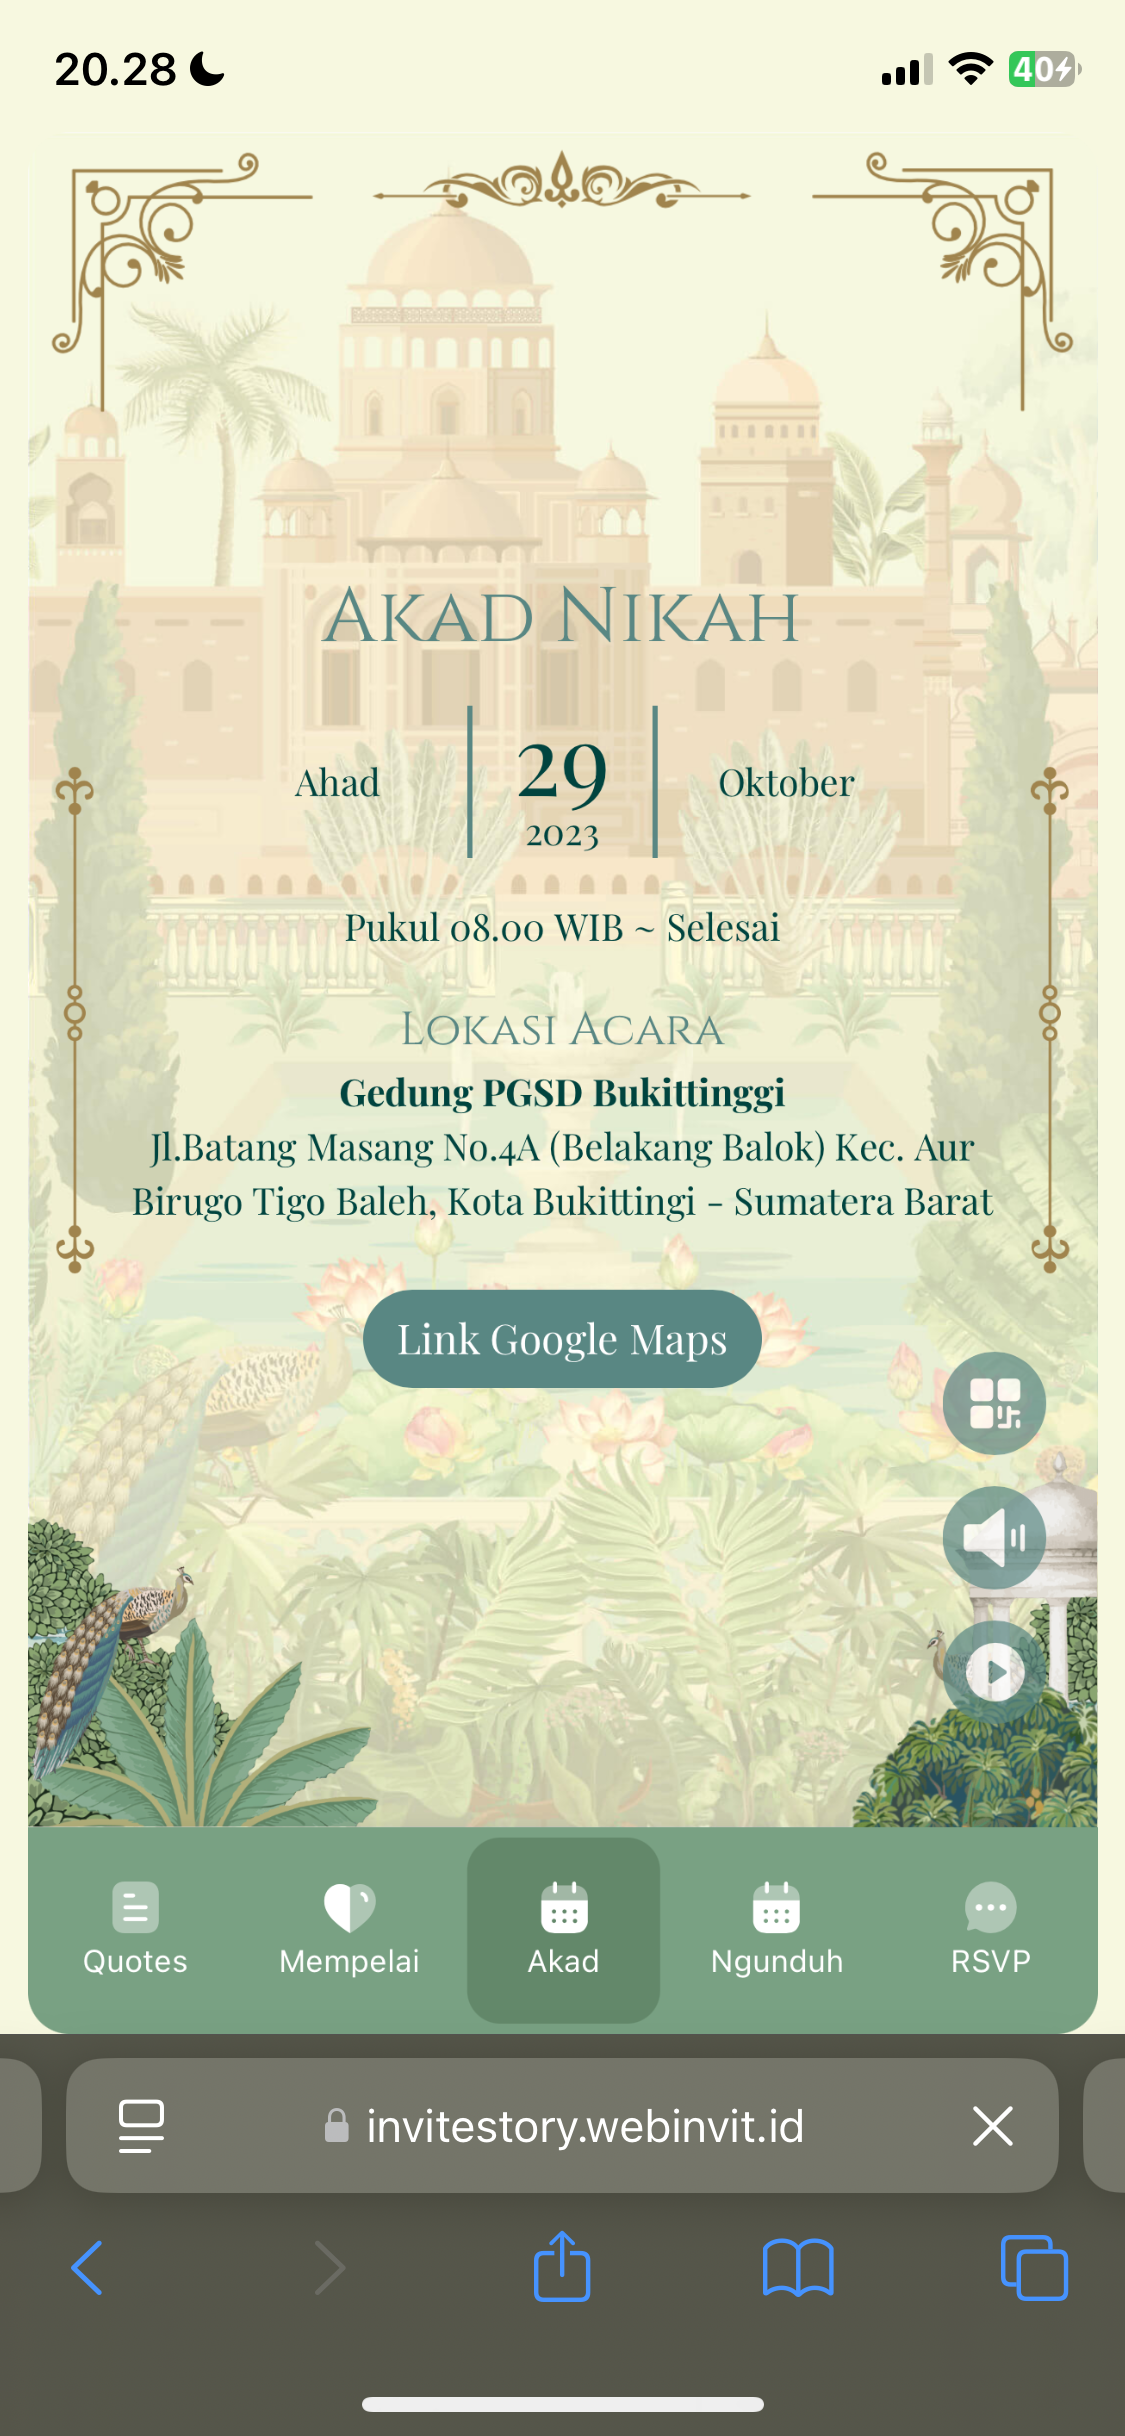 20.28
40
AKAD NIKAH
Ahad
29
2023
Oktober
Pukul 08.00 WIB ~ Selesai
LOKASI ACARA
Gedung PGSD Bukittinggi
Jl.Batang Masang No.4A (Belakang Balok) Kec. Aur
Birugo Tigo Baleh, Kota Bukittingi - Sumatera Barat
Link Google Maps
Quotes
Mempelai
Akad
Ngunduh
RSVP
invitestory.webinvit.id